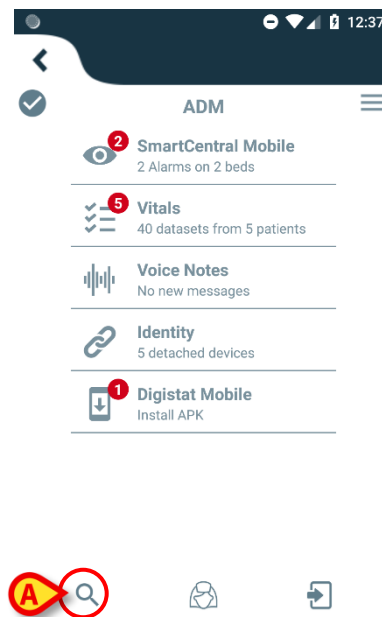 12:37
ADM
2
SmartCentral Mobile
2 Alarms on 2 beds
5
Vitals
40 datasets from 5 patients
Voice Notes
No new messages
Identity
5 detached devices
1
Digistat Mobile
Install APK
A